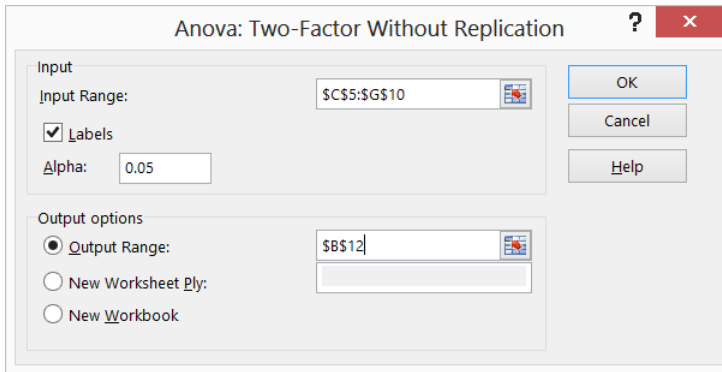 Anova: Two-Factor Without Replication
?
×
Input
Input Range:
$C$5:$G$10
Labels
Alpha:
0.05
OK
Cancel
Help
Output options
Output Range:
$B$12
New Worksheet Ply:
New Workbook